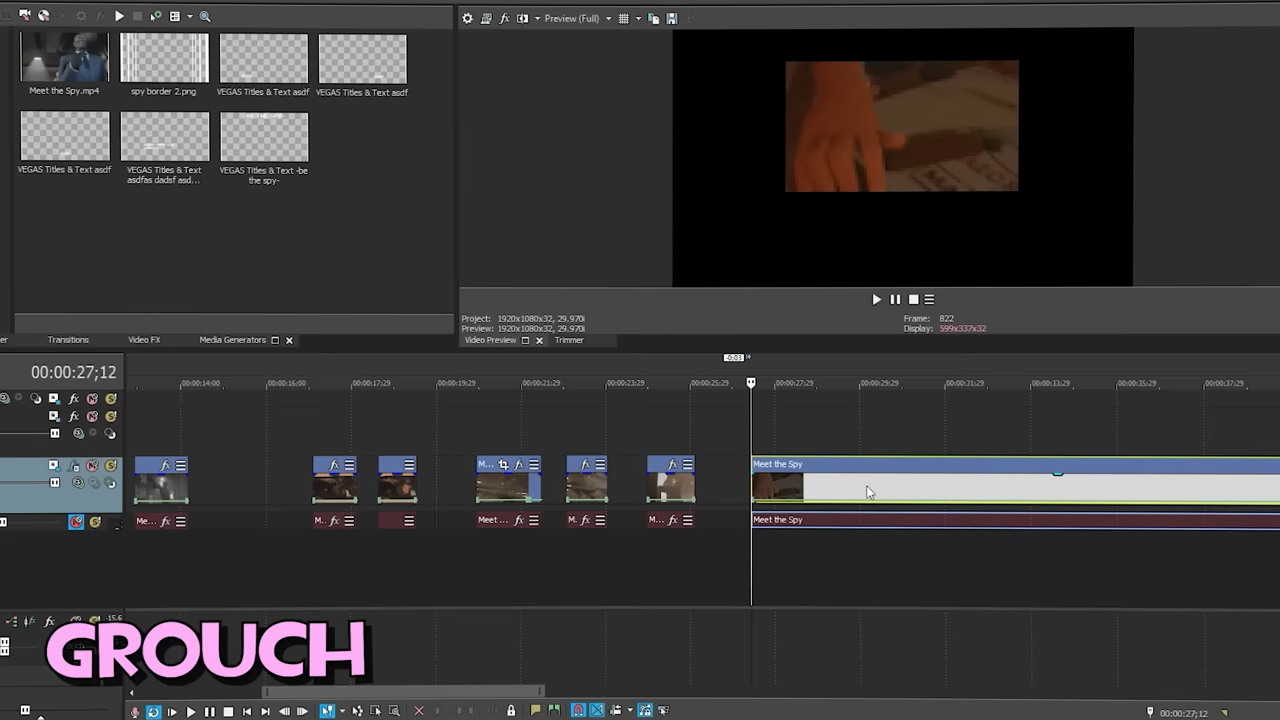 Preview (Full)
Meet the Spy.mp4
spy border 2.png
VEGAS Titles & Text asdf
VEGAS Titles & Text asdf
VEGAS Titles & Text asdf
VEGAS Titles & Text asdfas dadsf asd...
VEGAS Titles & Text -be the spy-
Project: 1920x1080x32, 29.970i
Preview: 1920x1080x32, 29.970i
Frame: 822
Display: 599x337x32
Transitions
Video FX
Media Generators
Video Preview
Trimmer
-0:03
00:00:27;12
00:00:14:00
00:00:16:00
00:00:17:29
00:00:19:29
00:00:21:29
00:00:23:29
00:00:25:29
00:00:27:29
00:00:29:29
00:00:31:29
00:00:33:29
00:00:35:29
00:00:37:29
M...
Meet the Spy
Me...
M..
Meet ...
M.
M...
Meet the Spy
-15.6
GROUCH
00:00:27;12